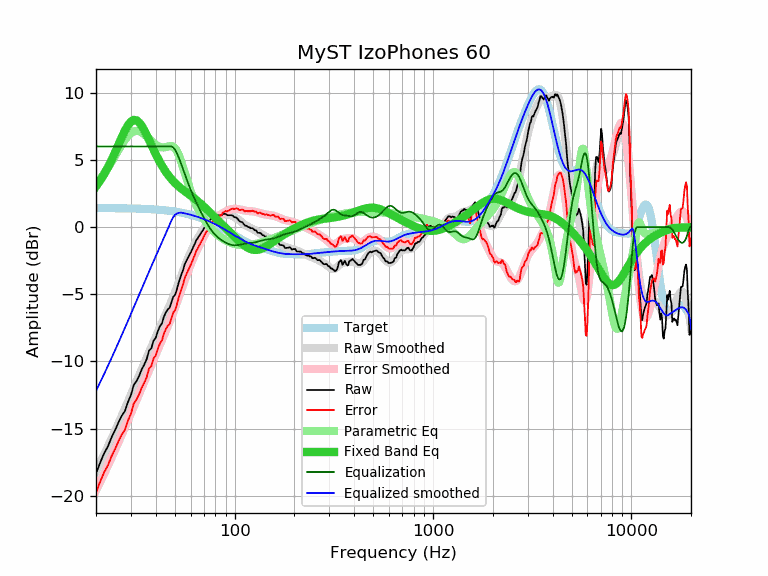 MyST IzoPhones 60
Amplitude (dBr)
10
5
0
−5
−10
−15
−20
Target
Raw Smoothed
Error Smoothed
Raw
Error
Parametric Eq
Fixed Band Eq
Equalization
Equalized smoothed
100
1000
10000
Frequency (Hz)